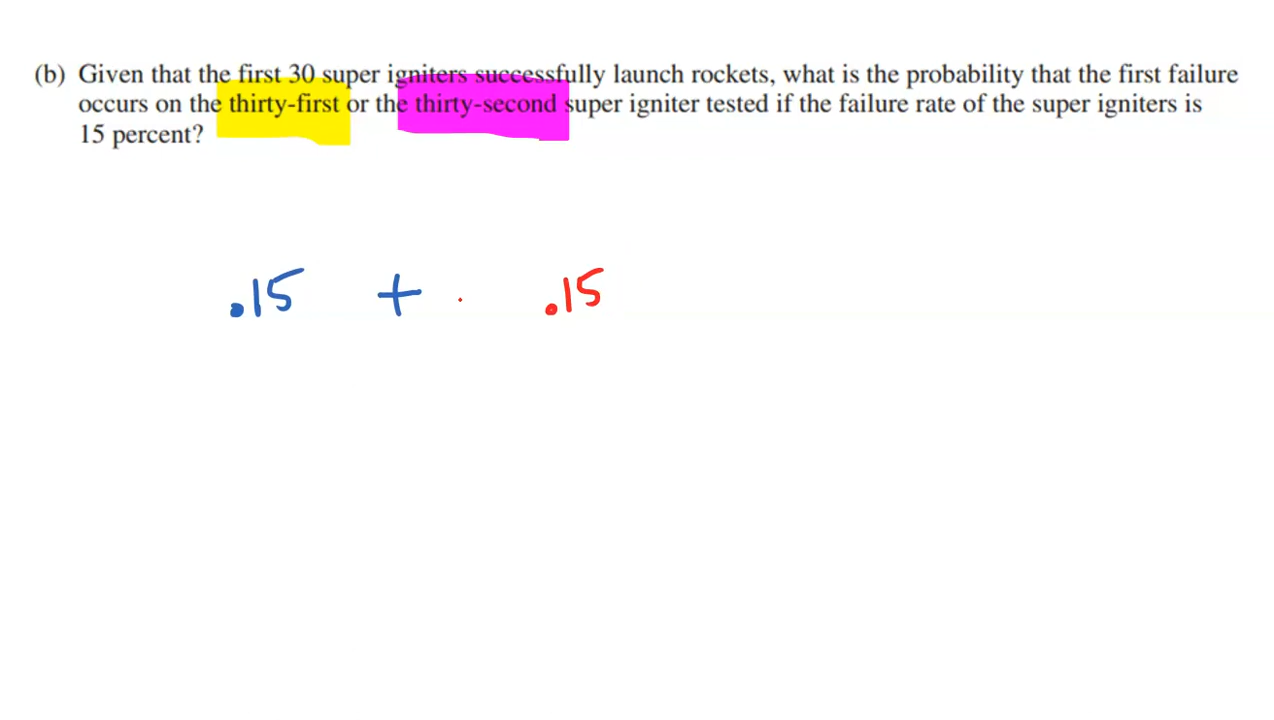 (b) Given that the first 30 super igniters successfully launch rockets, what is the probability that the first failure
occurs on the thirty-first or the thirty-second super igniter tested if the failure rate of the super igniters is
15 percent?
.15 + .15